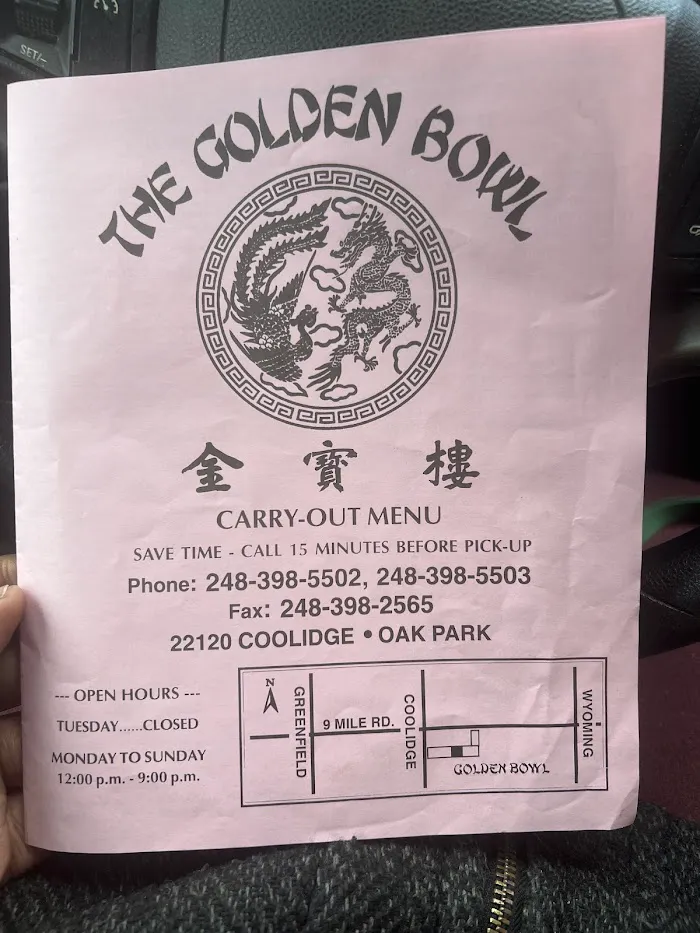 SET/–
THE GOLDEN BOWL
金寳樓
CARRY-OUT MENU
SAVE TIME - CALL 15 MINUTES BEFORE PICK-UP
Phone: 248-398-5502, 248-398-5503
Fax: 248-398-2565
22120 COOLIDGE • OAK PARK
--- OPEN HOURS ---
TUESDAY......CLOSED
MONDAY TO SUNDAY
12:00 p.m. - 9:00 p.m.
N
GREENFIELD
9 MILE RD.
COOLIDGE
WYOMING
GOLDEN BOWL